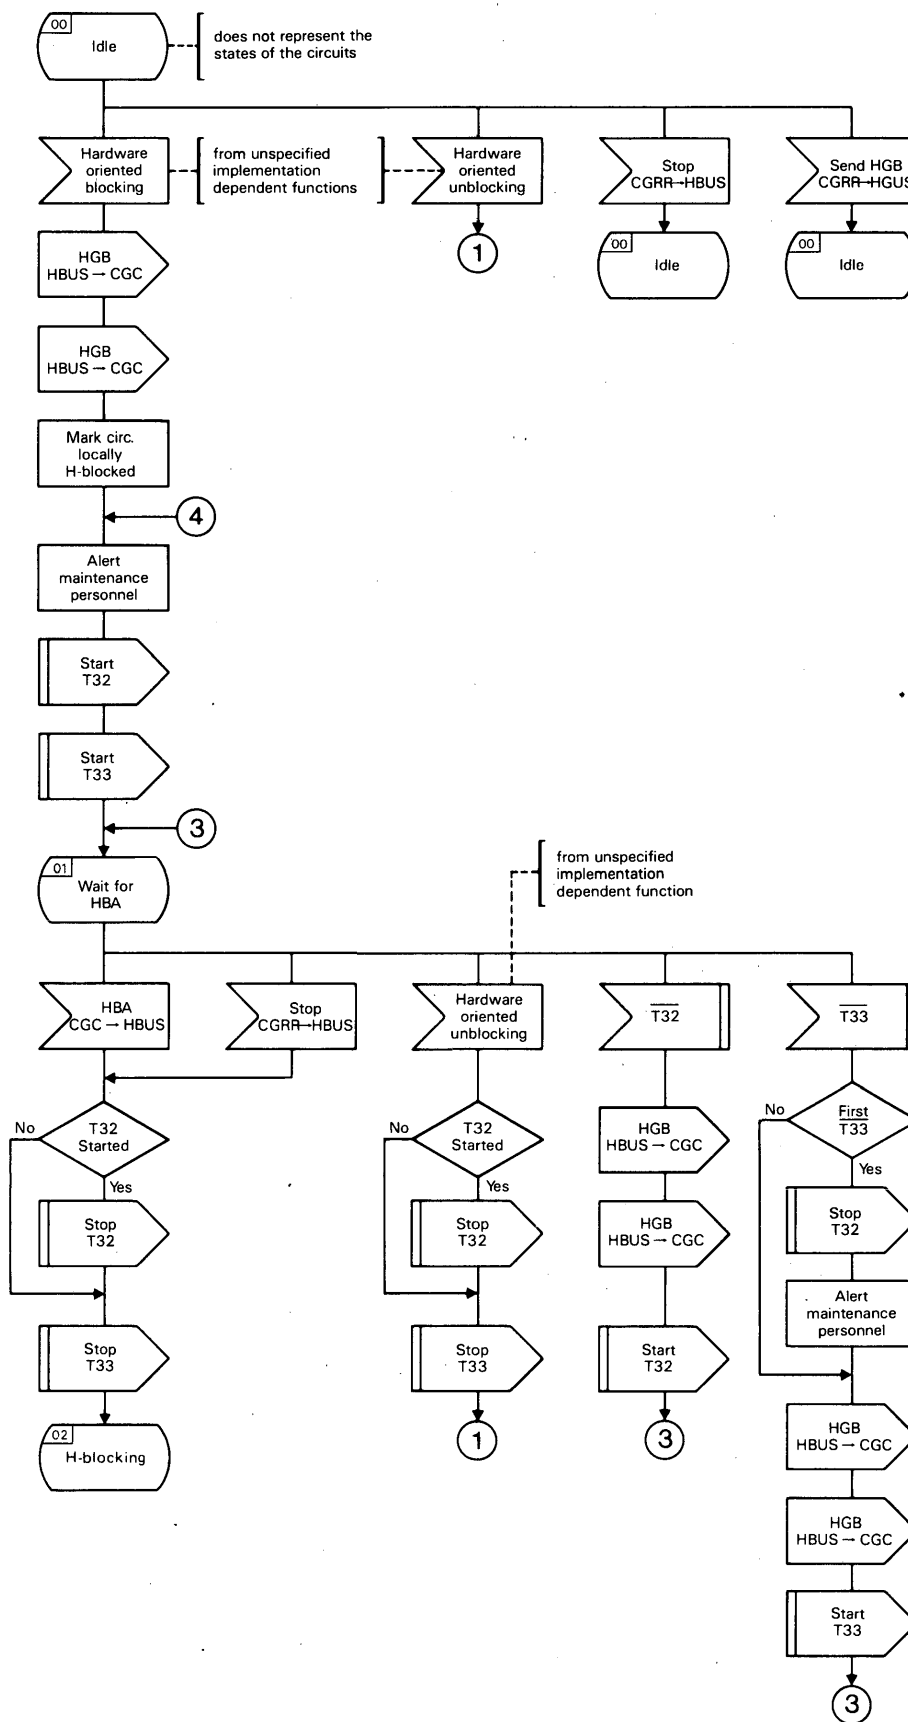 00
Idle
does not represent the
states of the circuits
Hardware
oriented
blocking
from unspecified
implementation
dependent functions
Hardware
oriented
unblocking
Stop
CGRR→HBUS
Send HGB
CGRR→HGUS
1
00
Idle
00
Idle
HGB
HBUS → CGC
HGB
HBUS → CGC
Mark circ.
locally
H-blocked
4
Alert
maintenance
personnel
Start
T32
Start
T33
3
01
Wait for
HBA
from unspecified
implementation
dependent function
HBA
CGC → HBUS
Stop
CGRR→HBUS
Hardware
oriented
unblocking
T32
T33
No
T32
Started
Yes
Stop
T32
Stop
T33
02
H-blocking
No
T32
Started
Yes
Stop
T32
Stop
T33
1
HGB
HBUS → CGC
HGB
HBUS → CGC
Start
T32
3
No
First
T33
Yes
Stop
T32
Alert
maintenance
personnel
HGB
HBUS → CGC
HGB
HBUS → CGC
Start
T33
3